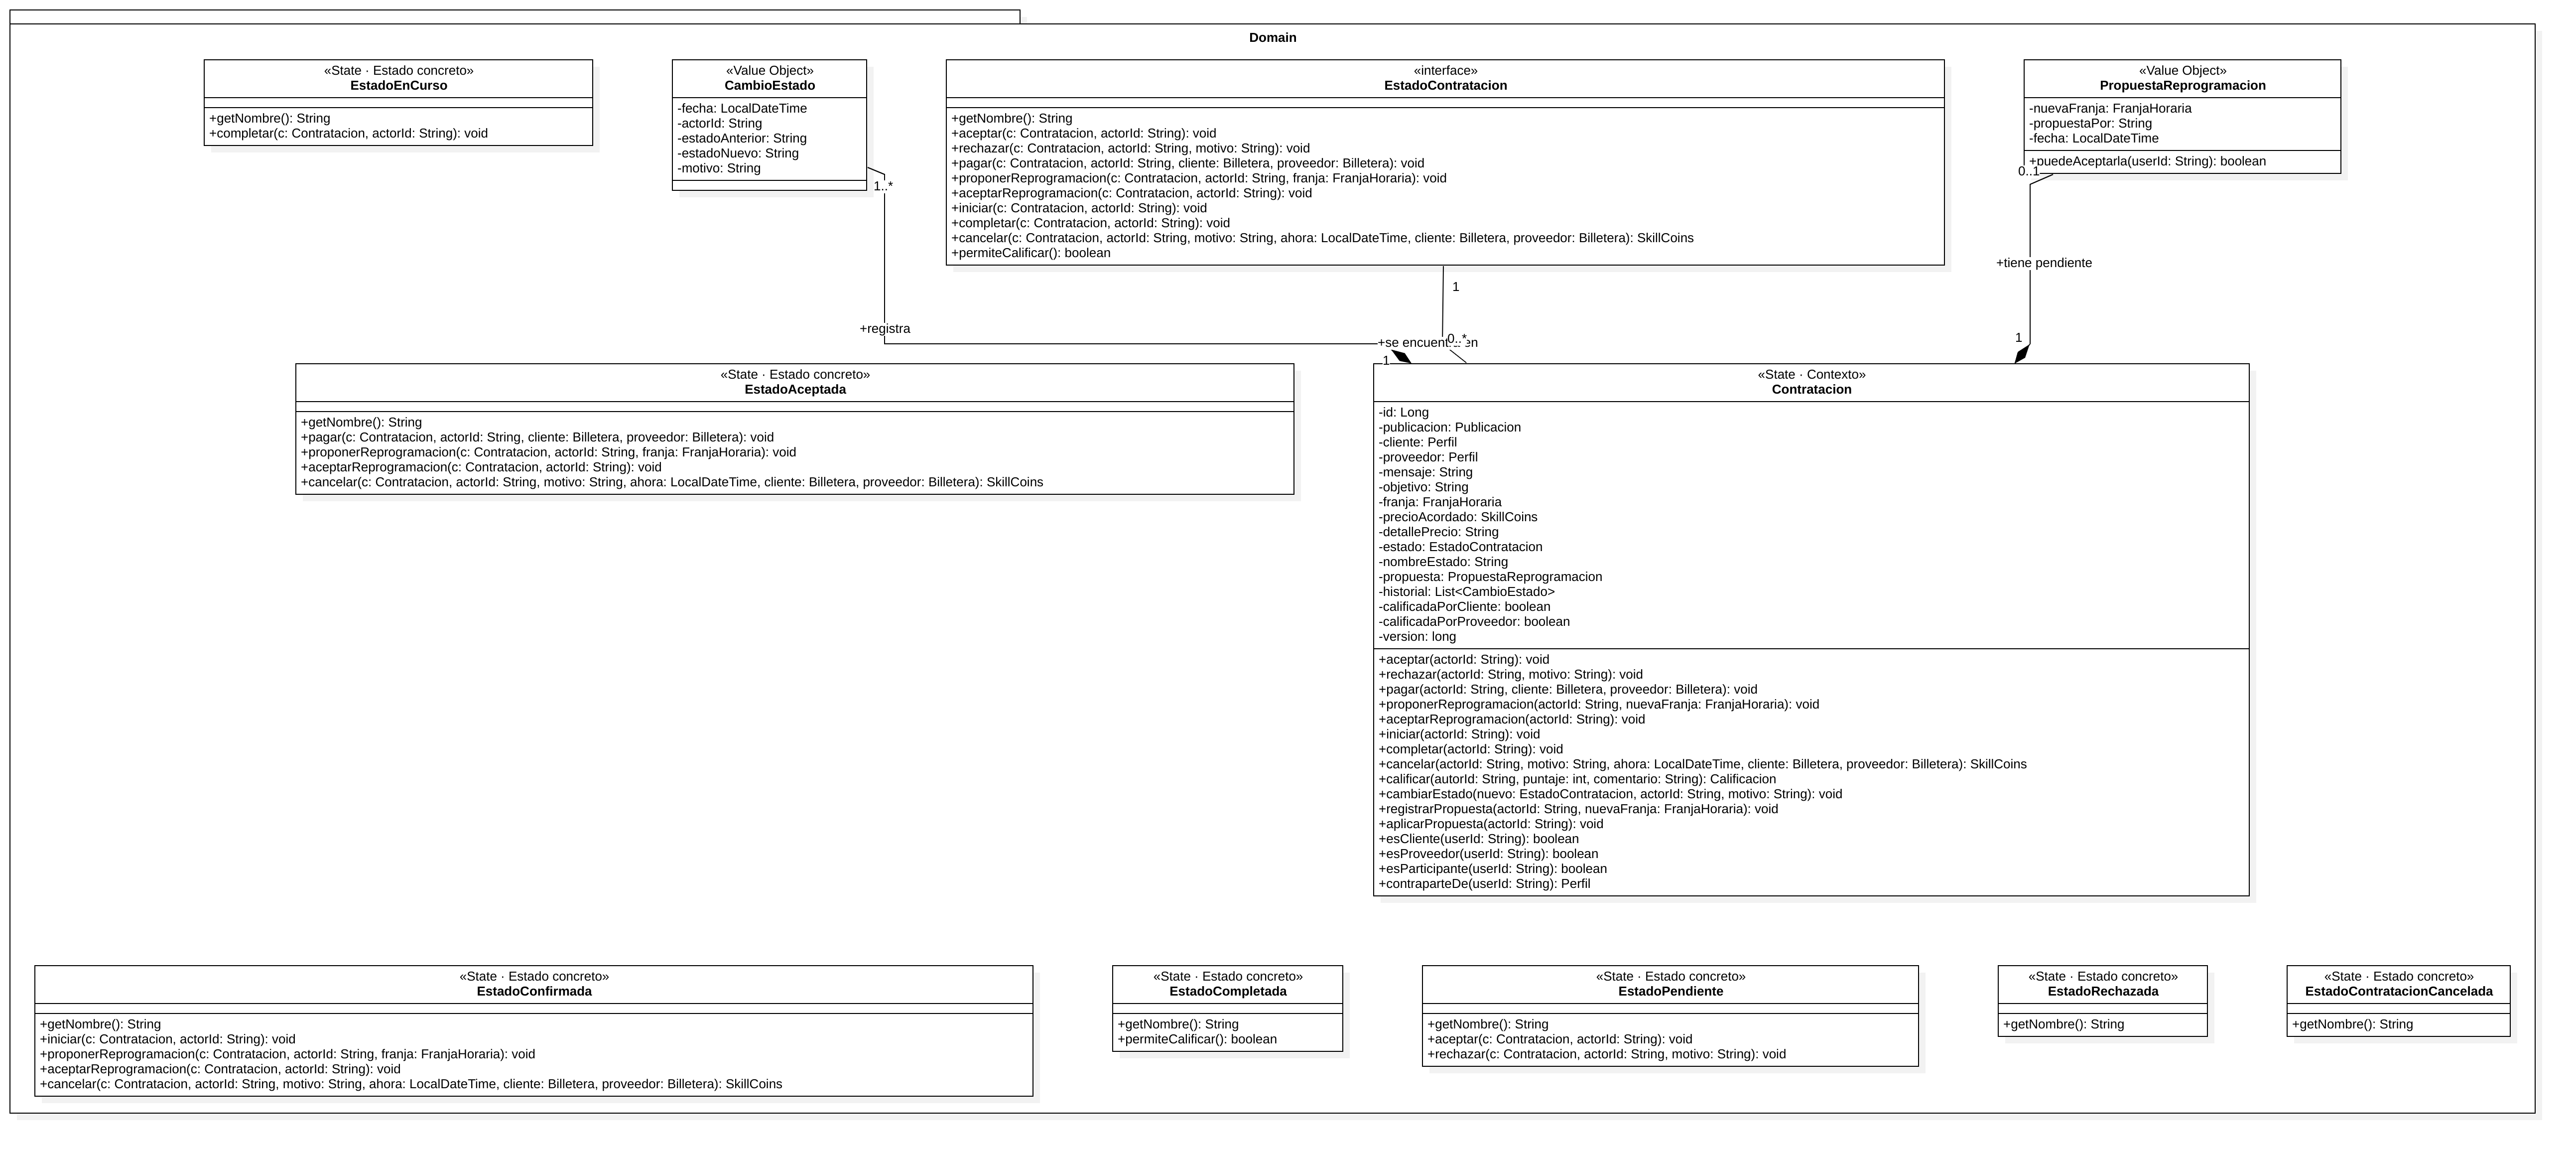 Domain
«State · Estado concreto»
EstadoEnCurso
+getNombre(): String
+completar(c: Contratacion, actorId: String): void
«Value Object»
CambioEstado
-fecha: LocalDateTime
-actorId: String
-estadoAnterior: String
-estadoNuevo: String
-motivo: String
«interface»
EstadoContratacion
+getNombre(): String
+aceptar(c: Contratacion, actorId: String): void
+rechazar(c: Contratacion, actorId: String, motivo: String): void
+pagar(c: Contratacion, actorId: String, cliente: Billetera, proveedor: Billetera): void
+proponerReprogramacion(c: Contratacion, actorId: String, franja: FranjaHoraria): void
+aceptarReprogramacion(c: Contratacion, actorId: String): void
+iniciar(c: Contratacion, actorId: String): void
+completar(c: Contratacion, actorId: String): void
+cancelar(c: Contratacion, actorId: String, motivo: String, ahora: LocalDateTime, cliente: Billetera, proveedor: Billetera): SkillCoins
+permiteCalificar(): boolean
«Value Object»
PropuestaReprogramacion
-nuevaFranja: FranjaHoraria
-propuestaPor: String
-fecha: LocalDateTime
+puedeAceptarla(userId: String): boolean
0..1
1..*
+tiene pendiente
1
+registra
0..*
1
+se encuentra en
1
«State · Estado concreto»
EstadoAceptada
+getNombre(): String
+pagar(c: Contratacion, actorId: String, cliente: Billetera, proveedor: Billetera): void
+proponerReprogramacion(c: Contratacion, actorId: String, franja: FranjaHoraria): void
+aceptarReprogramacion(c: Contratacion, actorId: String): void
+cancelar(c: Contratacion, actorId: String, motivo: String, ahora: LocalDateTime, cliente: Billetera, proveedor: Billetera): SkillCoins
«State · Contexto»
Contratacion
-id: Long
-publicacion: Publicacion
-cliente: Perfil
-proveedor: Perfil
-mensaje: String
-objetivo: String
-franja: FranjaHoraria
-precioAcordado: SkillCoins
-detallePrecio: String
-estado: EstadoContratacion
-nombreEstado: String
-propuesta: PropuestaReprogramacion
-historial: List<CambioEstado>
-calificadaPorCliente: boolean
-calificadaPorProveedor: boolean
-version: long
+aceptar(actorId: String): void
+rechazar(actorId: String, motivo: String): void
+pagar(actorId: String, cliente: Billetera, proveedor: Billetera): void
+proponerReprogramacion(actorId: String, nuevaFranja: FranjaHoraria): void
+aceptarReprogramacion(actorId: String): void
+iniciar(actorId: String): void
+completar(actorId: String): void
+cancelar(actorId: String, motivo: String, ahora: LocalDateTime, cliente: Billetera, proveedor: Billetera): SkillCoins
+calificar(autorId: String, puntaje: int, comentario: String): Calificacion
+cambiarEstado(nuevo: EstadoContratacion, actorId: String, motivo: String): void
+registrarPropuesta(actorId: String, nuevaFranja: FranjaHoraria): void
+aplicarPropuesta(actorId: String): void
+esCliente(userId: String): boolean
+esProveedor(userId: String): boolean
+esParticipante(userId: String): boolean
+contraparteDe(userId: String): Perfil
«State · Estado concreto»
EstadoConfirmada
+getNombre(): String
+iniciar(c: Contratacion, actorId: String): void
+proponerReprogramacion(c: Contratacion, actorId: String, franja: FranjaHoraria): void
+aceptarReprogramacion(c: Contratacion, actorId: String): void
+cancelar(c: Contratacion, actorId: String, motivo: String, ahora: LocalDateTime, cliente: Billetera, proveedor: Billetera): SkillCoins
«State · Estado concreto»
EstadoCompletada
+getNombre(): String
+permiteCalificar(): boolean
«State · Estado concreto»
EstadoPendiente
+getNombre(): String
+aceptar(c: Contratacion, actorId: String): void
+rechazar(c: Contratacion, actorId: String, motivo: String): void
«State · Estado concreto»
EstadoRechazada
+getNombre(): String
«State · Estado concreto»
EstadoContratacionCancelada
+getNombre(): String